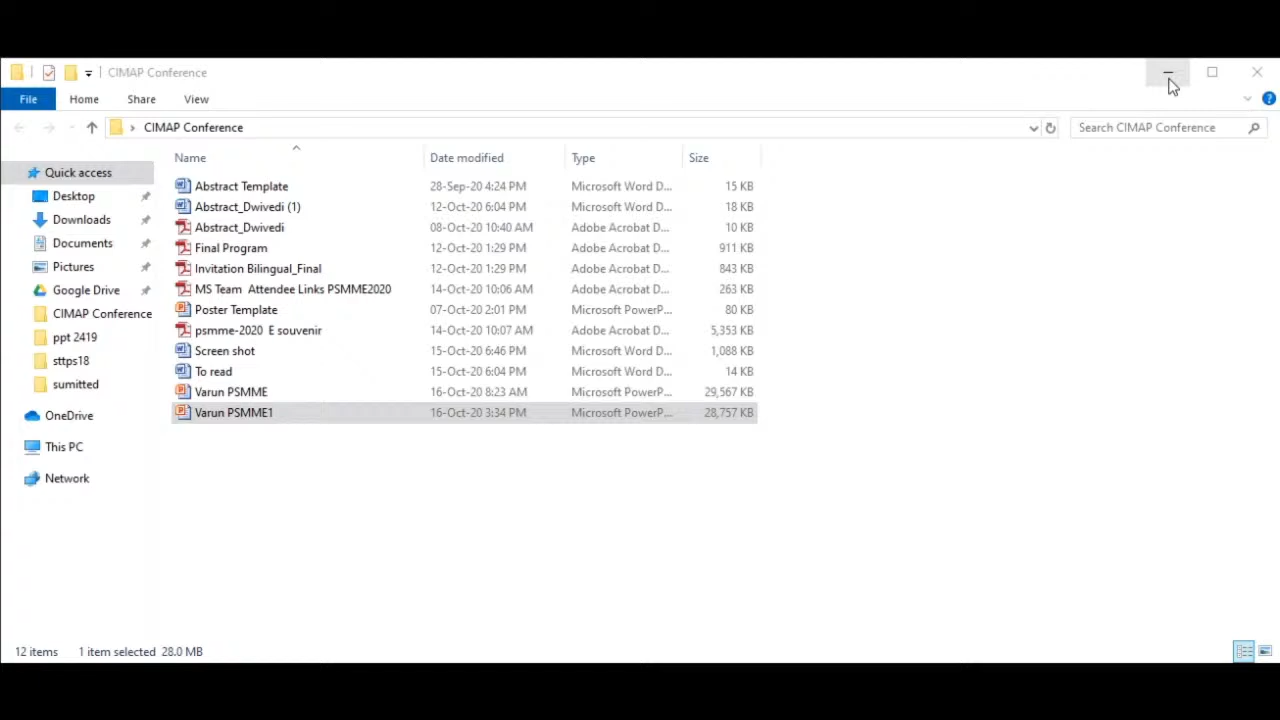 CIMAP Conference
File Home Share View
CIMAP Conference Search CIMAP Conference
Name Date modified Type Size
Quick access
Desktop
Downloads
Documents
Pictures
Google Drive
CIMAP Conference
ppt 2419
sttps18
sumitted
OneDrive
This PC
Network
Abstract Template 28-Sep-20 4:24 PM Microsoft Word D... 15 KB
Abstract_Dwivedi (1) 12-Oct-20 6:04 PM Microsoft Word D... 18 KB
Abstract_Dwivedi 08-Oct-20 10:40 AM Adobe Acrobat D... 10 KB
Final Program 12-Oct-20 1:29 PM Adobe Acrobat D... 911 KB
Invitation Bilingual_Final 12-Oct-20 1:29 PM Adobe Acrobat D... 843 KB
MS Team Attendee Links PSMME2020 14-Oct-20 10:06 AM Adobe Acrobat D... 263 KB
Poster Template 07-Oct-20 2:01 PM Microsoft PowerP... 80 KB
psmme-2020 E souvenir 14-Oct-20 10:07 AM Adobe Acrobat D... 5,353 KB
Screen shot 15-Oct-20 6:46 PM Microsoft Word D... 1,088 KB
To read 15-Oct-20 6:04 PM Microsoft Word D... 14 KB
Varun PSMME 16-Oct-20 8:23 AM Microsoft PowerP... 29,567 KB
Varun PSMME1 16-Oct-20 3:34 PM Microsoft PowerP... 28,757 KB
12 items 1 item selected 28.0 MB